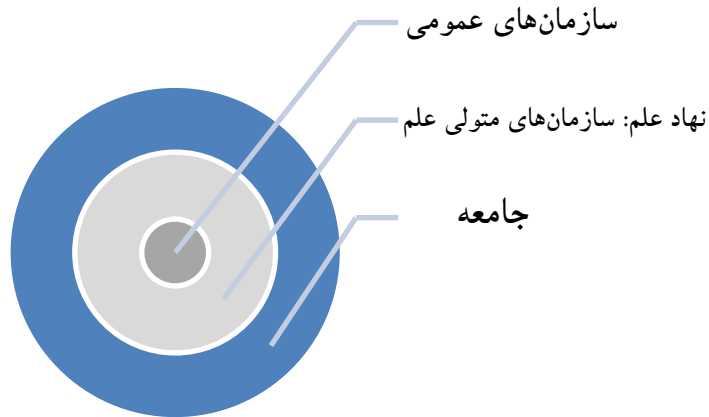 سازمان‌های عمومی
نهاد علم: سازمان‌های متولی علم
جامعه